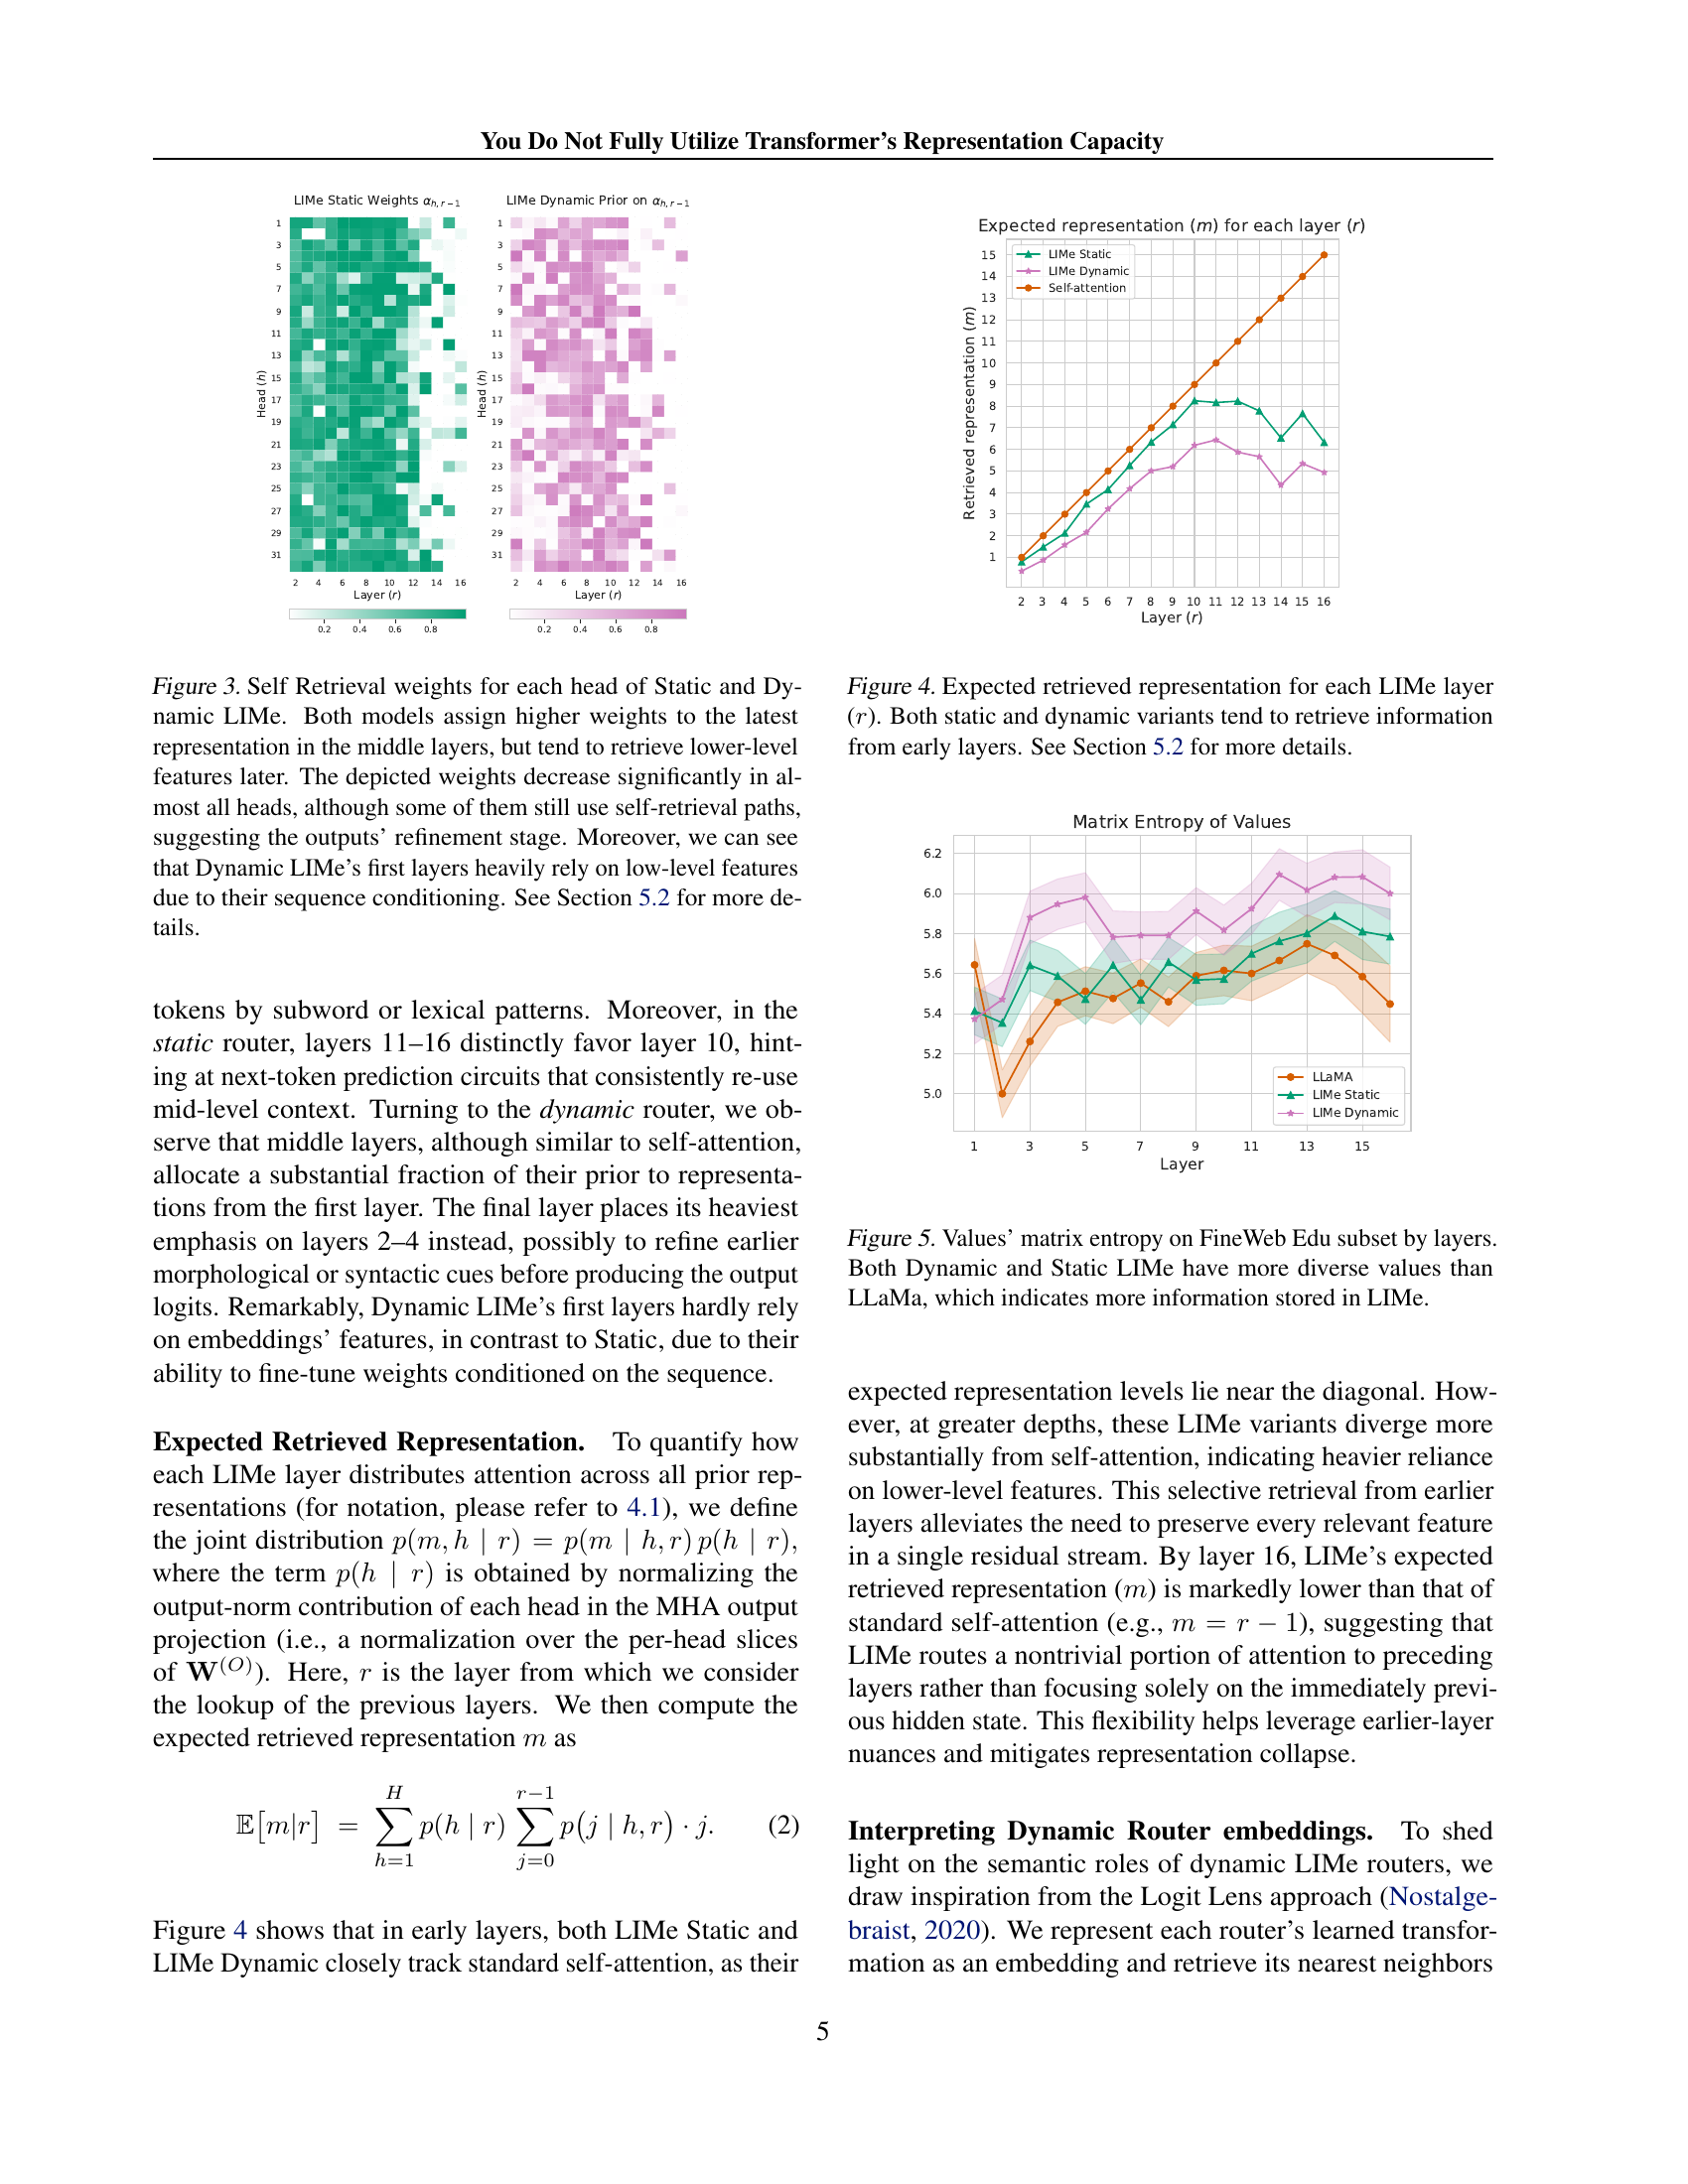 You Do Not Fully Utilize Transformer's Representation Capacity
LIMe Static Weights α_{h, r−1}
LIMe Dynamic Prior on α_{h, r−1}
1
3
5
7
9
11
13
15
17
19
21
23
25
27
29
31
Head (h)
2 4 6 8 10 12 14 16
Layer (r)
0.2 0.4 0.6 0.8
1
3
5
7
9
11
13
15
17
19
21
23
25
27
29
31
Head (h)
2 4 6 8 10 12 14 16
Layer (r)
0.2 0.4 0.6 0.8
Figure 3. Self Retrieval weights for each head of Static and Dy-
namic LIMe. Both models assign higher weights to the latest
representation in the middle layers, but tend to retrieve lower-level
features later. The depicted weights decrease significantly in al-
most all heads, although some of them still use self-retrieval paths,
suggesting the outputs' refinement stage. Moreover, we can see
that Dynamic LIMe's first layers heavily rely on low-level features
due to their sequence conditioning. See Section 5.2 for more de-
tails.
tokens by subword or lexical patterns. Moreover, in the
static router, layers 11–16 distinctly favor layer 10, hint-
ing at next-token prediction circuits that consistently re-use
mid-level context. Turning to the dynamic router, we ob-
serve that middle layers, although similar to self-attention,
allocate a substantial fraction of their prior to representa-
tions from the first layer. The final layer places its heaviest
emphasis on layers 2–4 instead, possibly to refine earlier
morphological or syntactic cues before producing the output
logits. Remarkably, Dynamic LIMe's first layers hardly rely
on embeddings' features, in contrast to Static, due to their
ability to fine-tune weights conditioned on the sequence.
Expected Retrieved Representation. To quantify how
each LIMe layer distributes attention across all prior rep-
resentations (for notation, please refer to 4.1), we define
the joint distribution p(m, h | r) = p(m | h, r) p(h | r),
where the term p(h | r) is obtained by normalizing the
output-norm contribution of each head in the MHA output
projection (i.e., a normalization over the per-head slices
of W^{(O)}). Here, r is the layer from which we consider
the lookup of the previous layers. We then compute the
expected retrieved representation m as
𝔼[m|r] = ∑_{h=1}^{H} p(h | r) ∑_{j=0}^{r−1} p(j | h, r) · j. (2)
Figure 4 shows that in early layers, both LIMe Static and
LIMe Dynamic closely track standard self-attention, as their
Expected representation (m) for each layer (r)
LIMe Static
LIMe Dynamic
Self-attention
15
14
13
12
11
10
9
8
7
6
5
4
3
2
1
Retrieved representation (m)
2 3 4 5 6 7 8 9 10 11 12 13 14 15 16
Layer (r)
Figure 4. Expected retrieved representation for each LIMe layer
(r). Both static and dynamic variants tend to retrieve information
from early layers. See Section 5.2 for more details.
Matrix Entropy of Values
6.2
6.0
5.8
5.6
5.4
5.2
5.0
LLaMA
LIMe Static
LIMe Dynamic
1 3 5 7 9 11 13 15
Layer
Figure 5. Values' matrix entropy on FineWeb Edu subset by layers.
Both Dynamic and Static LIMe have more diverse values than
LLaMa, which indicates more information stored in LIMe.
expected representation levels lie near the diagonal. How-
ever, at greater depths, these LIMe variants diverge more
substantially from self-attention, indicating heavier reliance
on lower-level features. This selective retrieval from earlier
layers alleviates the need to preserve every relevant feature
in a single residual stream. By layer 16, LIMe's expected
retrieved representation (m) is markedly lower than that of
standard self-attention (e.g., m = r − 1), suggesting that
LIMe routes a nontrivial portion of attention to preceding
layers rather than focusing solely on the immediately previ-
ous hidden state. This flexibility helps leverage earlier-layer
nuances and mitigates representation collapse.
Interpreting Dynamic Router embeddings. To shed
light on the semantic roles of dynamic LIMe routers, we
draw inspiration from the Logit Lens approach (Nostalge-
braist, 2020). We represent each router's learned transfor-
mation as an embedding and retrieve its nearest neighbors
5